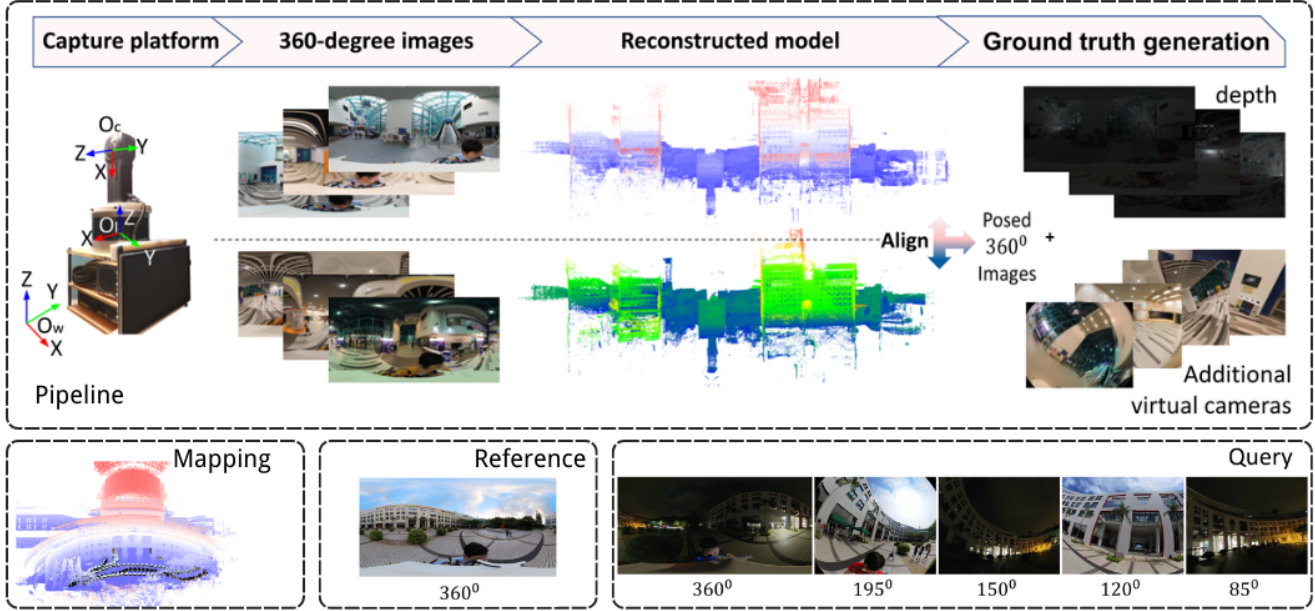 Capture platform
360-degree images
Reconstructed model
Ground truth generation
depth
Oc
Z
Y
X
OI
Z
X
Y
Z
Y
Ow
X
Align
Posed
360⁰
Images
+
Additional
virtual cameras
Pipeline
Mapping
Reference
360⁰
Query
360⁰
195⁰
150⁰
120⁰
85⁰